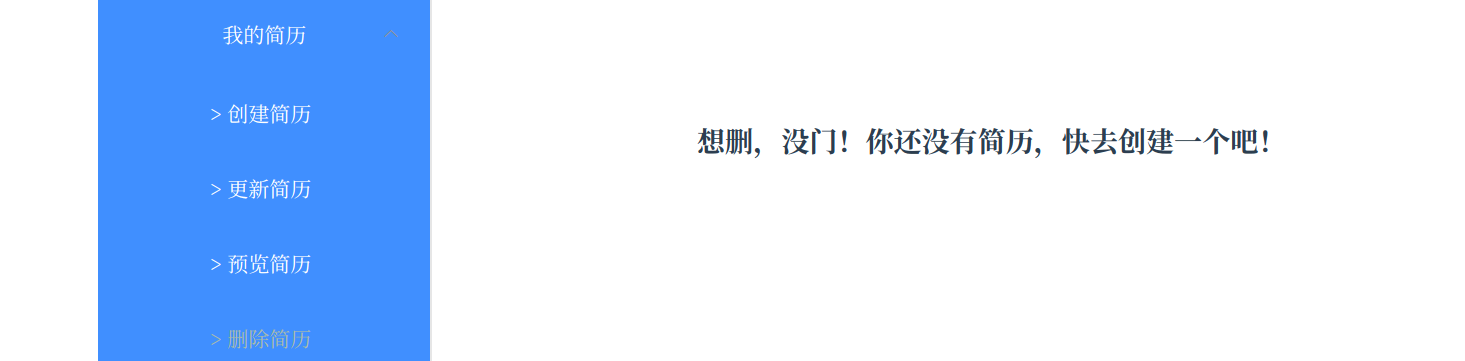 我的简历
> 创建简历
想删，没门！你还没有简历，快去创建一个吧！
> 更新简历
> 预览简历
> 删除简历